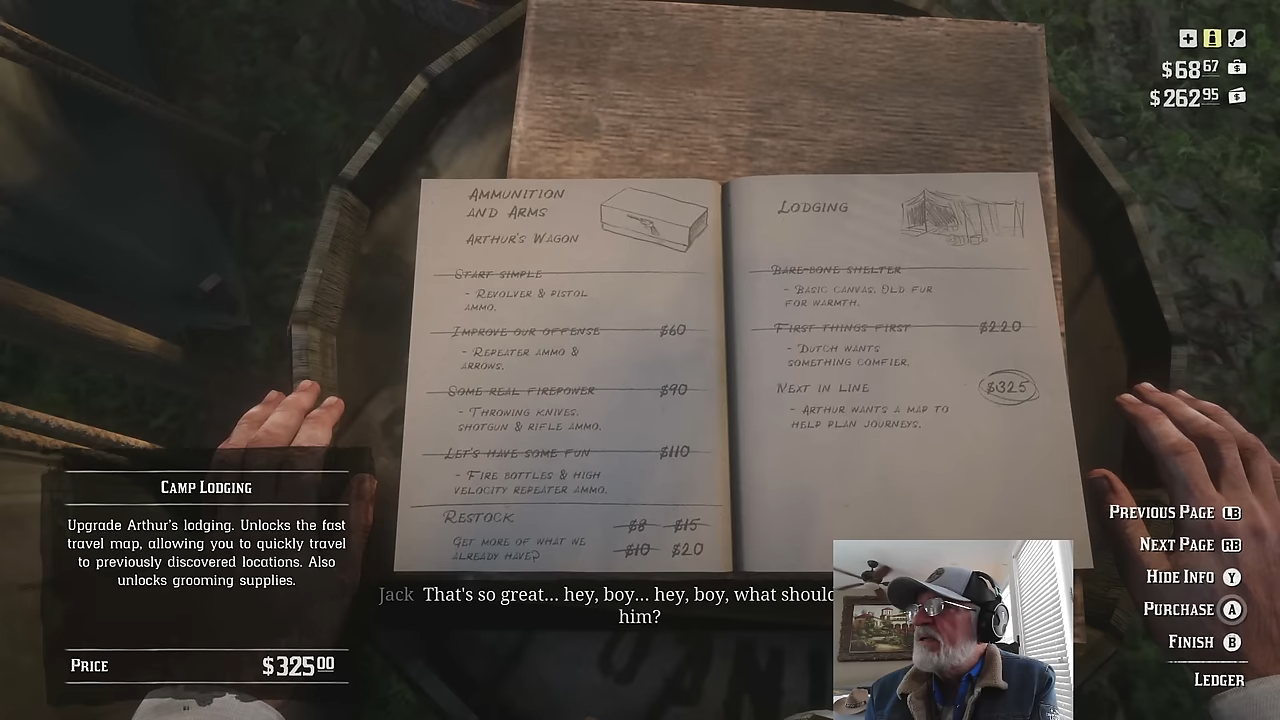 $68 67
$262 95
AMMUNITION
AND ARMS
ARTHUR'S WAGON
START SIMPLE
- REVOLVER & PISTOL
AMMO.
IMPROVE OUR OFFENSE $60
- REPEATER AMMO &
ARROWS.
SOME REAL FIREPOWER $90
- THROWING KNIVES.
SHOTGUN & RIFLE AMMO.
LET'S HAVE SOME FUN $110
- FIRE BOTTLES & HIGH
VELOCITY REPEATER AMMO.
RESTOCK $8 $15
GET MORE OF WHAT WE $10 $20
ALREADY HAVE?
LODGING
BARE-BONE SHELTER
- BASIC CANVAS. OLD FUR
FOR WARMTH.
FIRST THINGS FIRST $220
- DUTCH WANTS
SOMETHING COMFIER.
NEXT IN LINE $325
- ARTHUR WANTS A MAP TO
HELP PLAN JOURNEYS.
CAMP LODGING
Upgrade Arthur's lodging. Unlocks the fast
travel map, allowing you to quickly travel
to previously discovered locations. Also
unlocks grooming supplies.
PRICE $325 00
Jack That's so great... hey, boy... hey, boy, what should
him?
PREVIOUS PAGE LB
NEXT PAGE RB
HIDE INFO Y
PURCHASE A
FINISH B
LEDGER